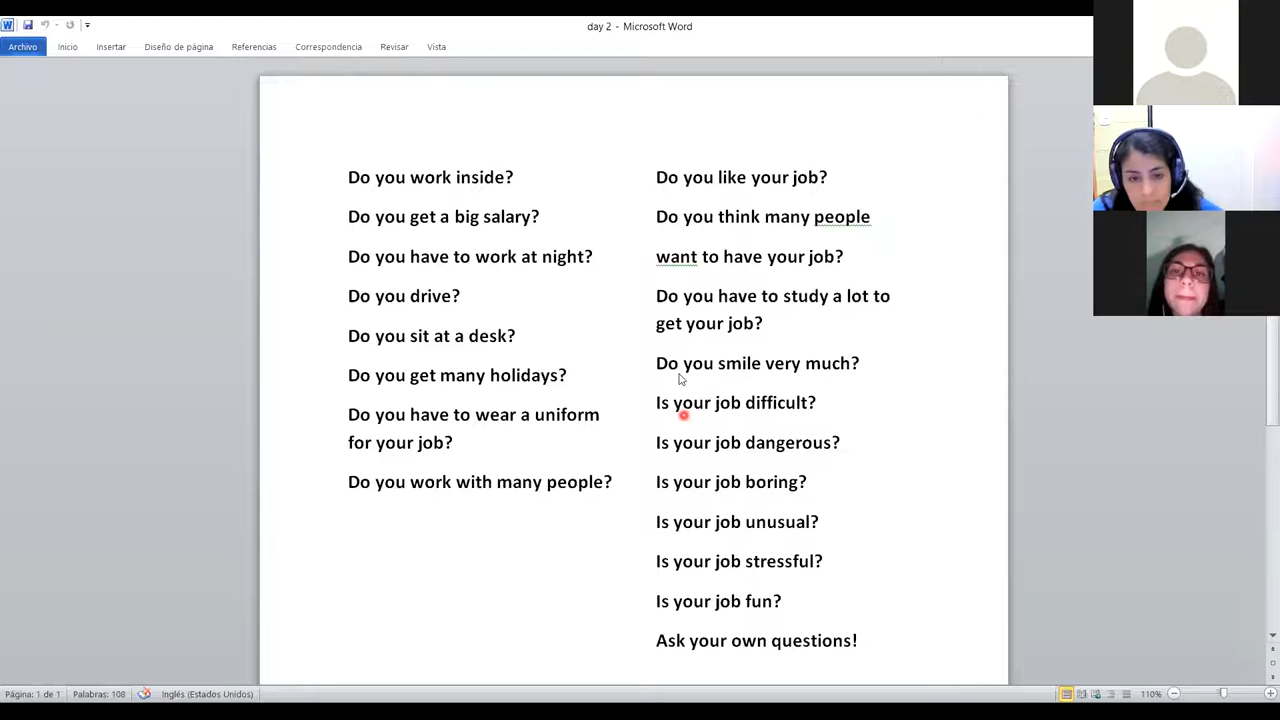 day 2 - Microsoft Word
Archivo Inicio Insertar Diseño de página Referencias Correspondencia Revisar Vista
Do you work inside?
Do you get a big salary?
Do you have to work at night?
Do you drive?
Do you sit at a desk?
Do you get many holidays?
Do you have to wear a uniform
for your job?
Do you work with many people?
Do you like your job?
Do you think many people
want to have your job?
Do you have to study a lot to
get your job?
Do you smile very much?
Is your job difficult?
Is your job dangerous?
Is your job boring?
Is your job unusual?
Is your job stressful?
Is your job fun?
Ask your own questions!
Página: 1 de 1 Palabras: 108 Inglés (Estados Unidos) 110%